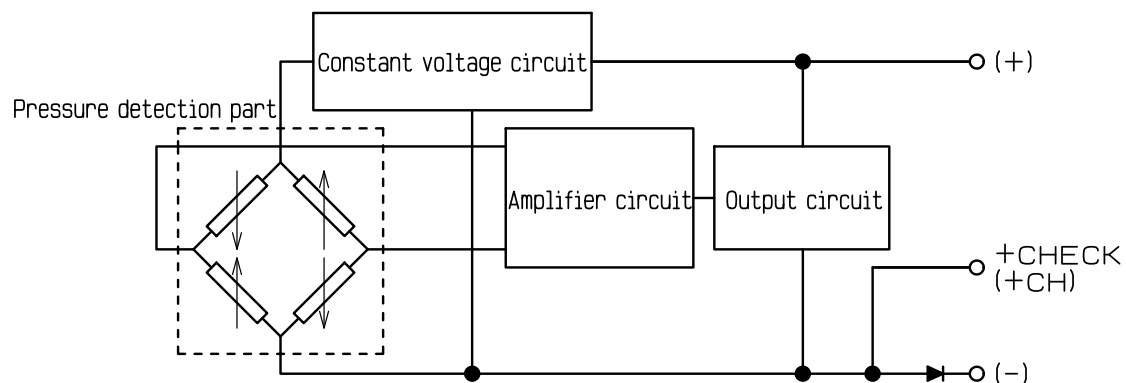 Constant voltage circuit
(+)
Pressure detection part
Amplifier circuit
Output circuit
+CHECK
(+CH)
(-)